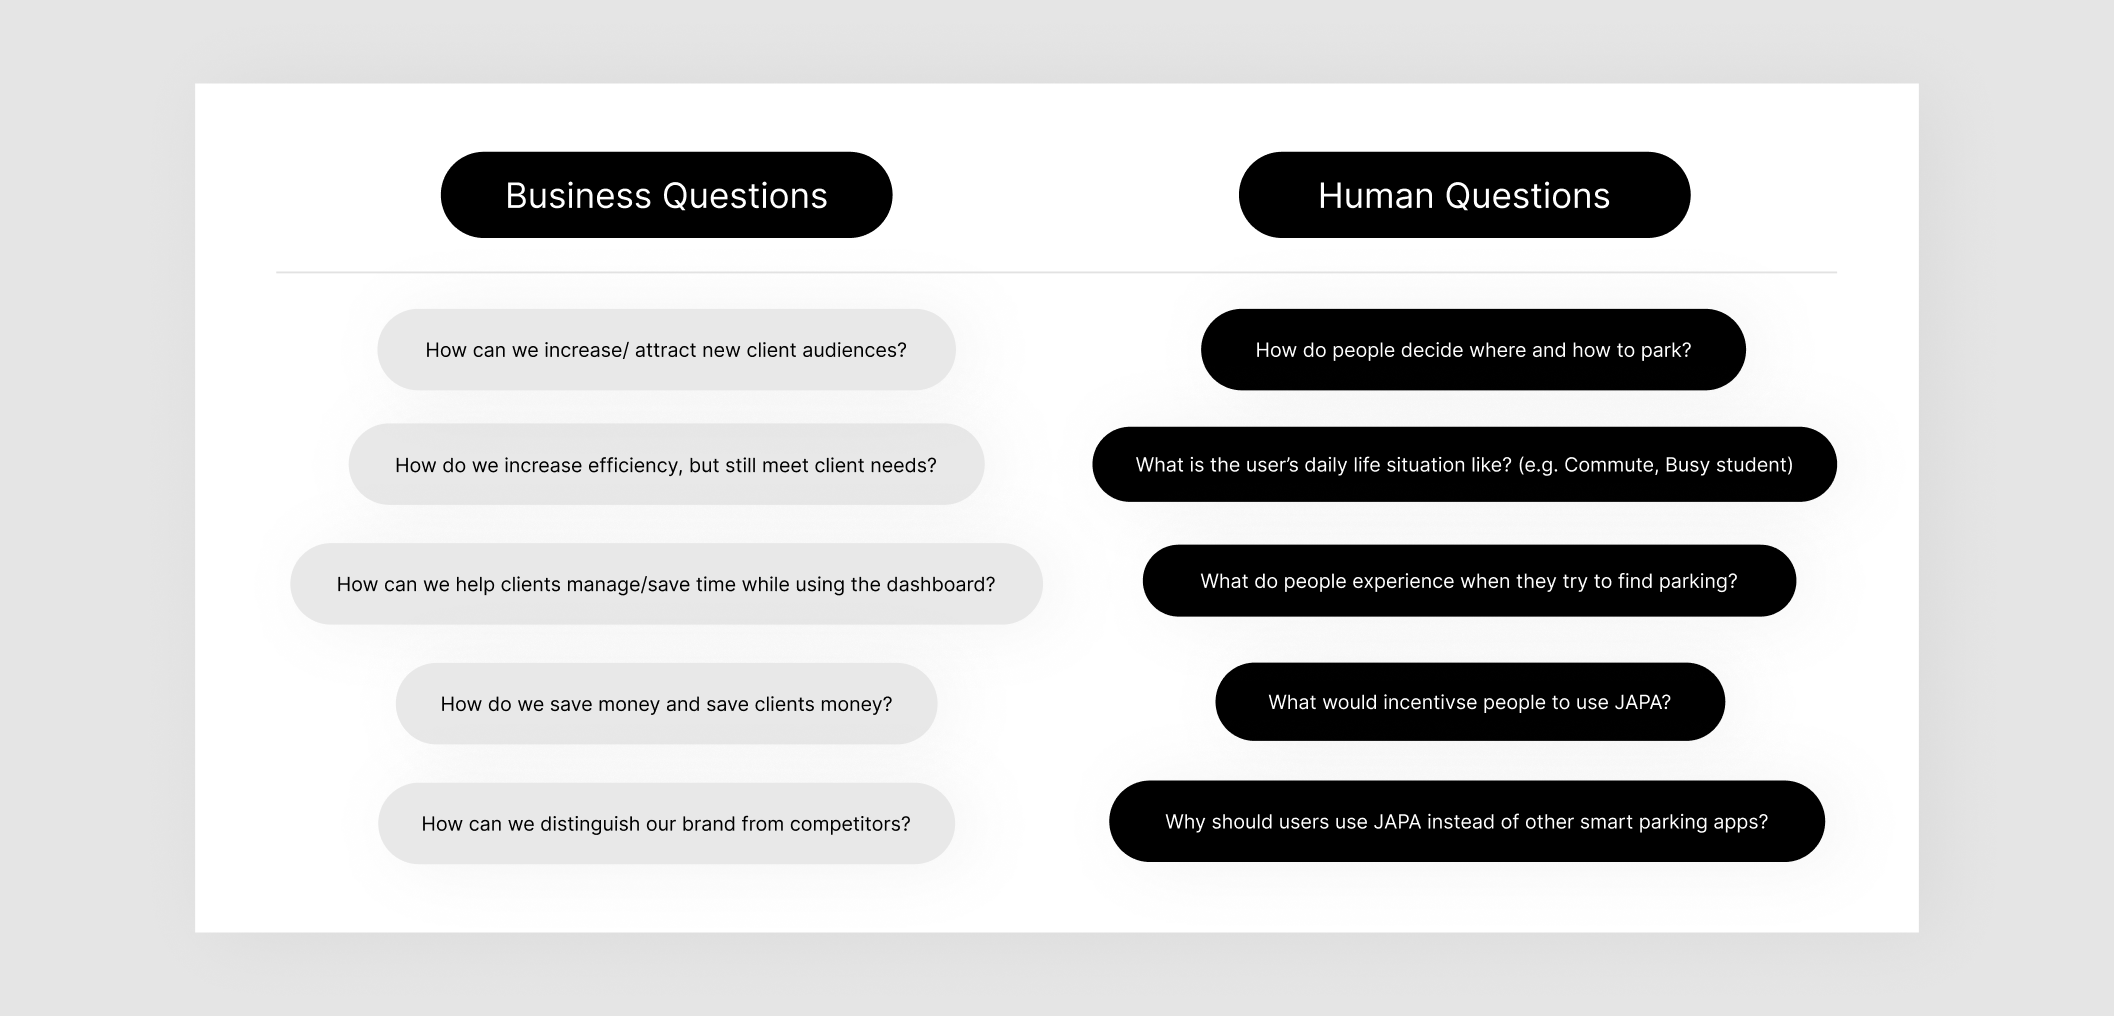 Business Questions
Human Questions
How can we increase/ attract new client audiences?
How do people decide where and how to park?
How do we increase efficiency, but still meet client needs?
What is the user’s daily life situation like? (e.g. Commute, Busy student)
How can we help clients manage/save time while using the dashboard?
What do people experience when they try to find parking?
How do we save money and save clients money?
What would incentivse people to use JAPA?
How can we distinguish our brand from competitors?
Why should users use JAPA instead of other smart parking apps?